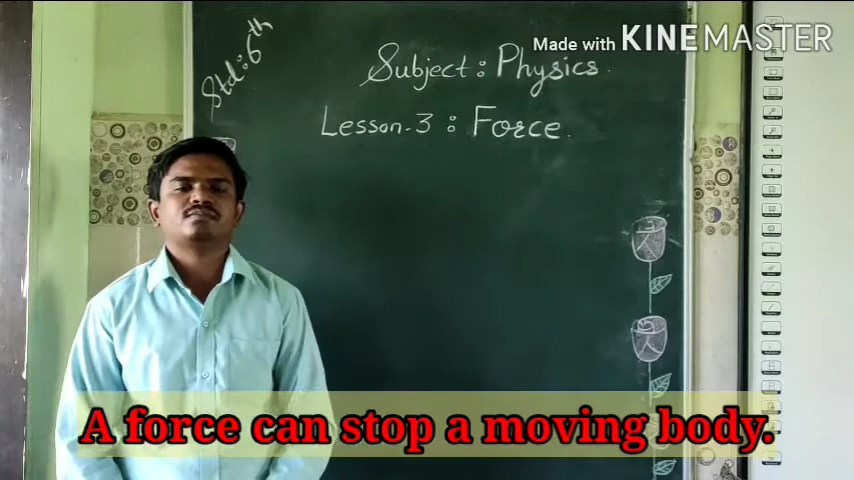 Made with KINEMASTER
Std:6th
Subject: Physics
Lesson-3 : Force.
A force can stop a moving body.